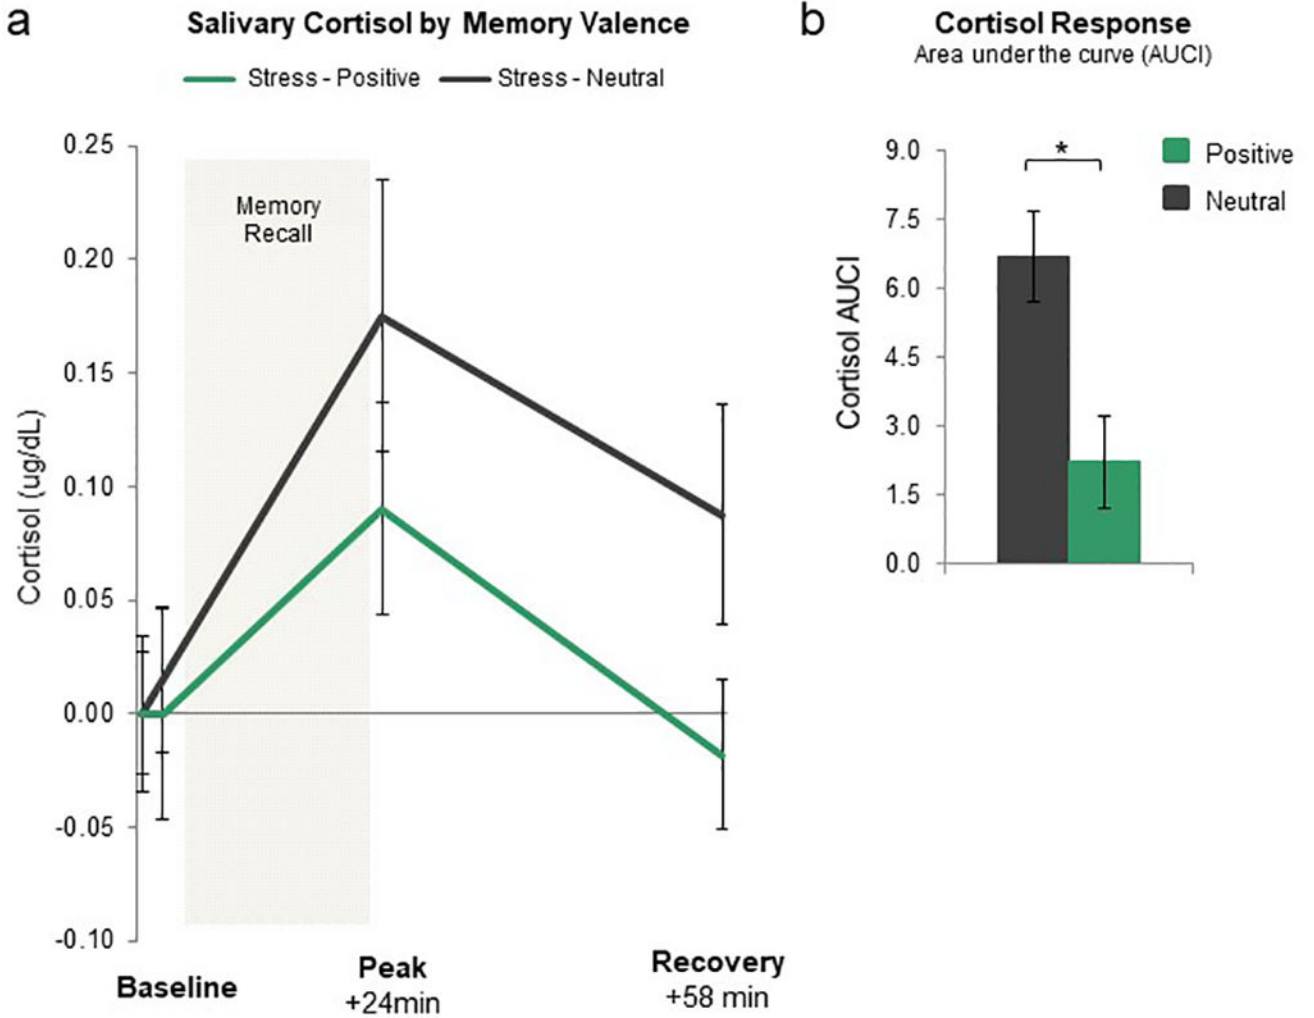 a
Salivary Cortisol by Memory Valence
Stress - Positive
Stress - Neutral
Cortisol (ug/dL)
0.25
0.20
0.15
0.10
0.05
0.00
-0.05
-0.10
Memory
Recall
Baseline
Peak
+24min
Recovery
+58 min
b
Cortisol Response
Area under the curve (AUCI)
Positive
Neutral
Cortisol AUCI
9.0
7.5
6.0
4.5
3.0
1.5
0.0
*